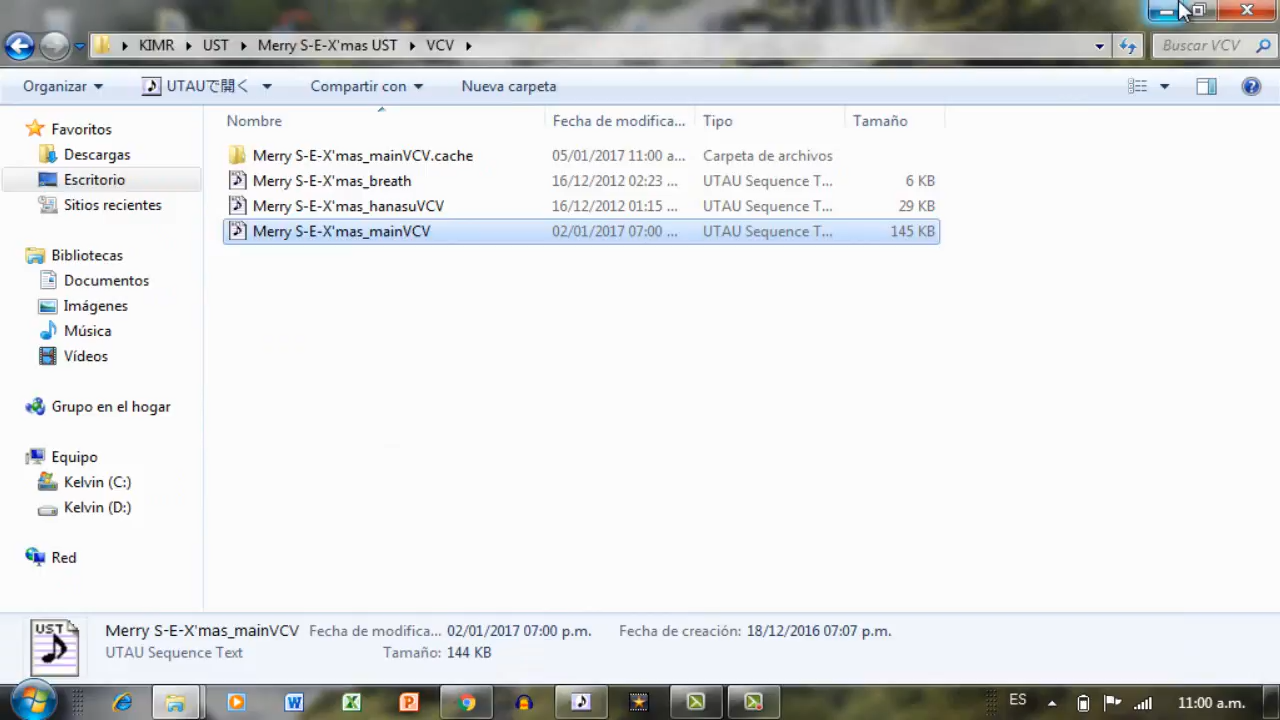 KIMR UST Merry S-E-X'mas UST VCV Buscar VCV
Organizar UTAUで開く Compartir con Nueva carpeta
Nombre Fecha de modifica... Tipo Tamaño
Favoritos
Descargas
Escritorio
Sitios recientes
Bibliotecas
Documentos
Imágenes
Música
Vídeos
Grupo en el hogar
Equipo
Kelvin (C:)
Kelvin (D:)
Red
Merry S-E-X'mas_mainVCV.cache 05/01/2017 11:00 a... Carpeta de archivos
Merry S-E-X'mas_breath 16/12/2012 02:23 ... UTAU Sequence T... 6 KB
Merry S-E-X'mas_hanasuVCV 16/12/2012 01:15 ... UTAU Sequence T... 29 KB
Merry S-E-X'mas_mainVCV 02/01/2017 07:00 ... UTAU Sequence T... 145 KB
UST
Merry S-E-X'mas_mainVCV Fecha de modifica... 02/01/2017 07:00 p.m. Fecha de creación: 18/12/2016 07:07 p.m.
UTAU Sequence Text Tamaño: 144 KB
ES 11:00 a.m.